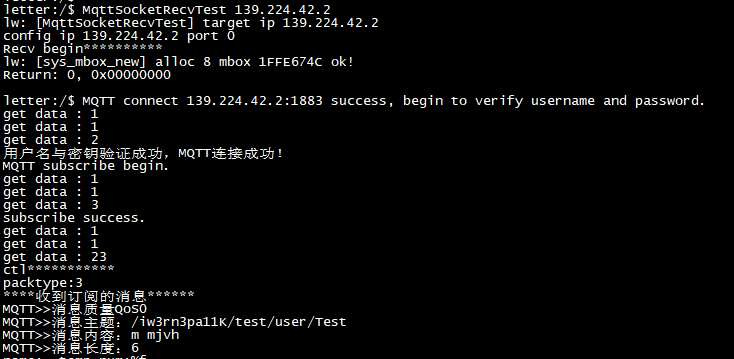 letter:/$ MqttSocketRecvTest 139.224.42.2
lw: [MqttSocketRecvTest] target ip 139.224.42.2
config ip 139.224.42.2 port 0
Recv begin**********
lw: [sys_mbox_new] alloc 8 mbox 1FFE674C ok!
Return: 0, 0x00000000
letter:/$ MQTT connect 139.224.42.2:1883 success, begin to verify username and password.
get data : 1
get data : 1
get data : 2
用户名与密钥验证成功，MQTT连接成功！
MQTT subscribe begin.
get data : 1
get data : 1
get data : 3
subscribe success.
get data : 1
get data : 1
get data : 23
ctl***********
packtype:3
****收到订阅的消息******
MQTT>>消息质量QoS0
MQTT>>消息主题：/iw3rn3pa11K/test/user/Test
MQTT>>消息内容：m mjvh
MQTT>>消息长度：6